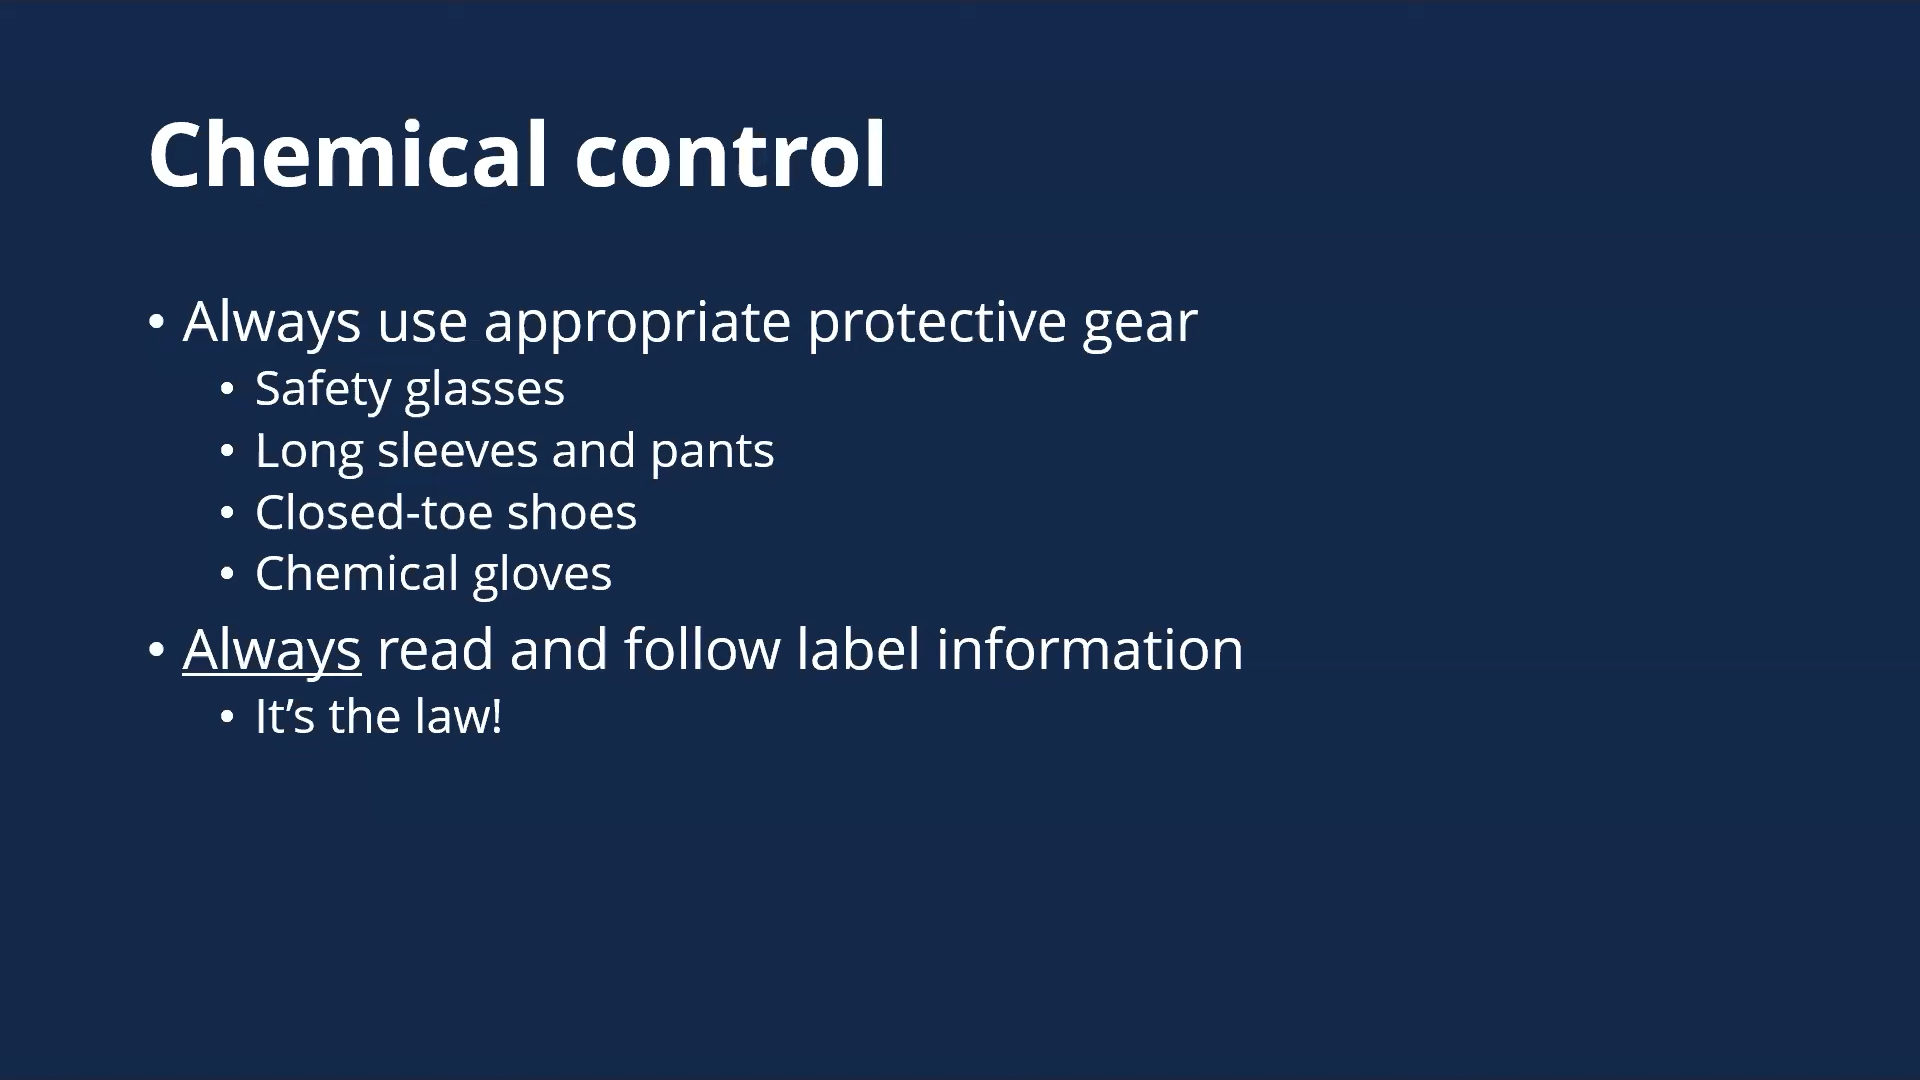 Chemical control
• Always use appropriate protective gear
• Safety glasses
• Long sleeves and pants
• Closed-toe shoes
• Chemical gloves
• Always read and follow label information
• It’s the law!